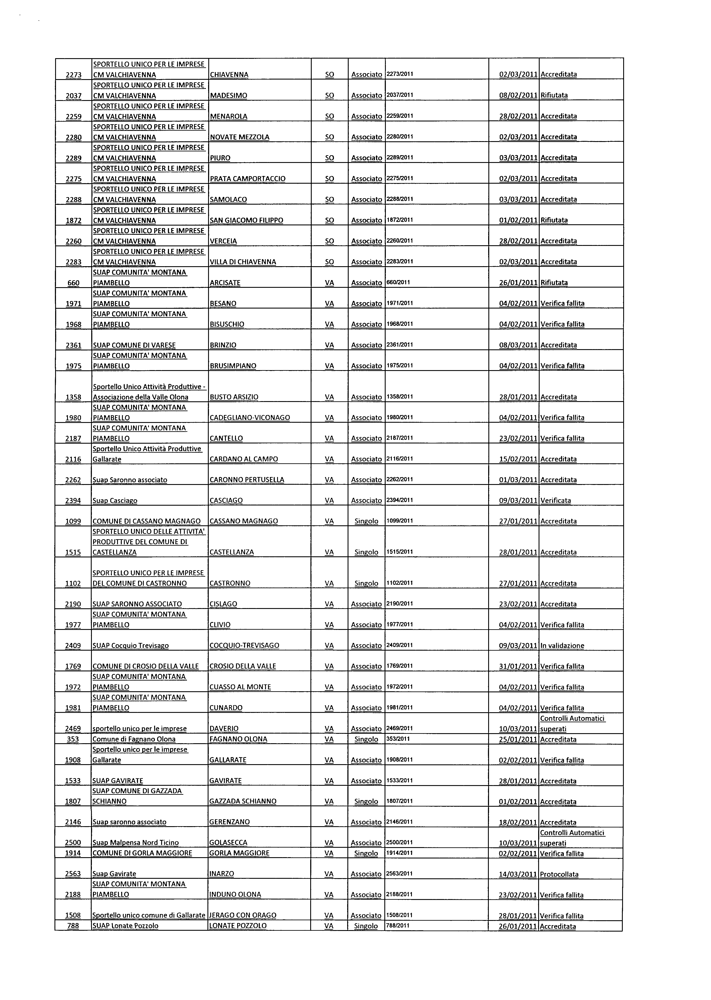 SPORTELLO UNICO PER LE IMPRESE
2273 CM VALCHIAVENNA CHIAVENNA SO Associato 2273/2011 02/03/2011 Accreditata
SPORTELLO UNICO PER LE IMPRESE
2037 CM VALCHIAVENNA MADESIMO SO Associato 2037/2011 08/02/2011 Rifiutata
SPORTELLO UNICO PER LE IMPRESE
2259 CM VALCHIAVENNA MENAROLA SO Associato 2259/2011 28/02/2011 Accreditata
SPORTELLO UNICO PER LE IMPRESE
2280 CM VALCHIAVENNA NOVATE MEZZOLA SO Associato 2280/2011 02/03/2011 Accreditata
SPORTELLO UNICO PER LE IMPRESE
2289 CM VALCHIAVENNA PIURO SO Associato 2289/2011 03/03/2011 Accreditata
SPORTELLO UNICO PER LE IMPRESE
2275 CM VALCHIAVENNA PRATA CAMPORTACCIO SO Associato 2275/2011 02/03/2011 Accreditata
SPORTELLO UNICO PER LE IMPRESE
2288 CM VALCHIAVENNA SAMOLACO SO Associato 2288/2011 03/03/2011 Accreditata
SPORTELLO UNICO PER LE IMPRESE
1872 CM VALCHIAVENNA SAN GIACOMO FILIPPO SO Associato 1872/2011 01/02/2011 Rifiutata
SPORTELLO UNICO PER LE IMPRESE
2260 CM VALCHIAVENNA VERCEIA SO Associato 2260/2011 28/02/2011 Accreditata
SPORTELLO UNICO PER LE IMPRESE
2283 CM VALCHIAVENNA VILLA DI CHIAVENNA SO Associato 2283/2011 02/03/2011 Accreditata
SUAP COMUNITA' MONTANA
660 PIAMBELLO ARCISATE VA Associato 660/2011 26/01/2011 Rifiutata
SUAP COMUNITA' MONTANA
1971 PIAMBELLO BESANO VA Associato 1971/2011 04/02/2011 Verifica fallita
SUAP COMUNITA' MONTANA
1968 PIAMBELLO BISUSCHIO VA Associato 1968/2011 04/02/2011 Verifica fallita
2361 SUAP COMUNE DI VARESE BRINZIO VA Associato 2361/2011 08/03/2011 Accreditata
SUAP COMUNITA' MONTANA
1975 PIAMBELLO BRUSIMPIANO VA Associato 1975/2011 04/02/2011 Verifica fallita
Sportello Unico Attività Produttive -
1358 Associazione della Valle Olona BUSTO ARSIZIO VA Associato 1358/2011 28/01/2011 Accreditata
SUAP COMUNITA' MONTANA
1980 PIAMBELLO CADEGLIANO-VICONAGO VA Associato 1980/2011 04/02/2011 Verifica fallita
SUAP COMUNITA' MONTANA
2187 PIAMBELLO CANTELLO VA Associato 2187/2011 23/02/2011 Verifica fallita
Sportello Unico Attività Produttive
2116 Gallarate CARDANO AL CAMPO VA Associato 2116/2011 15/02/2011 Accreditata
2262 Suap Saronno associato CARONNO PERTUSELLA VA Associato 2262/2011 01/03/2011 Accreditata
2394 Suap Casciago CASCIAGO VA Associato 2394/2011 09/03/2011 Verificata
1099 COMUNE DI CASSANO MAGNAGO CASSANO MAGNAGO VA Singolo 1099/2011 27/01/2011 Accreditata
SPORTELLO UNICO DELLE ATTIVITA'
PRODUTTIVE DEL COMUNE DI
1515 CASTELLANZA CASTELLANZA VA Singolo 1515/2011 28/01/2011 Accreditata
SPORTELLO UNICO PER LE IMPRESE
1102 DEL COMUNE DI CASTRONNO CASTRONNO VA Singolo 1102/2011 27/01/2011 Accreditata
2190 SUAP SARONNO ASSOCIATO CISLAGO VA Associato 2190/2011 23/02/2011 Accreditata
SUAP COMUNITA' MONTANA
1977 PIAMBELLO CLIVIO VA Associato 1977/2011 04/02/2011 Verifica fallita
2409 SUAP Cocquio Trevisago COCQUIO-TREVISAGO VA Associato 2409/2011 09/03/2011 In validazione
1769 COMUNE DI CROSIO DELLA VALLE CROSIO DELLA VALLE VA Associato 1769/2011 31/01/2011 Verifica fallita
SUAP COMUNITA' MONTANA
1972 PIAMBELLO CUASSO AL MONTE VA Associato 1972/2011 04/02/2011 Verifica fallita
SUAP COMUNITA' MONTANA
1981 PIAMBELLO CUNARDO VA Associato 1981/2011 04/02/2011 Verifica fallita
Controlli Automatici
2469 sportello unico per le imprese DAVERIO VA Associato 2469/2011 10/03/2011 superati
353 Comune di Fagnano Olona FAGNANO OLONA VA Singolo 353/2011 25/01/2011 Accreditata
Sportello unico per le imprese
1908 Gallarate GALLARATE VA Associato 1908/2011 02/02/2011 Verifica fallita
1533 SUAP GAVIRATE GAVIRATE VA Associato 1533/2011 28/01/2011 Accreditata
SUAP COMUNE DI GAZZADA
1807 SCHIANNO GAZZADA SCHIANNO VA Singolo 1807/2011 01/02/2011 Accreditata
2146 Suap saronno associato GERENZANO VA Associato 2146/2011 18/02/2011 Accreditata
Controlli Automatici
2500 Suap Malpensa Nord Ticino GOLASECCA VA Associato 2500/2011 10/03/2011 superati
1914 COMUNE DI GORLA MAGGIORE GORLA MAGGIORE VA Singolo 1914/2011 02/02/2011 Verifica fallita
2563 Suap Gavirate INARZO VA Associato 2563/2011 14/03/2011 Protocollata
SUAP COMUNITA' MONTANA
2188 PIAMBELLO INDUNO OLONA VA Associato 2188/2011 23/02/2011 Verifica fallita
1508 Sportello unico comune di Gallarate JERAGO CON ORAGO VA Associato 1508/2011 28/01/2011 Verifica fallita
788 SUAP Lonate Pozzolo LONATE POZZOLO VA Singolo 788/2011 26/01/2011 Accreditata